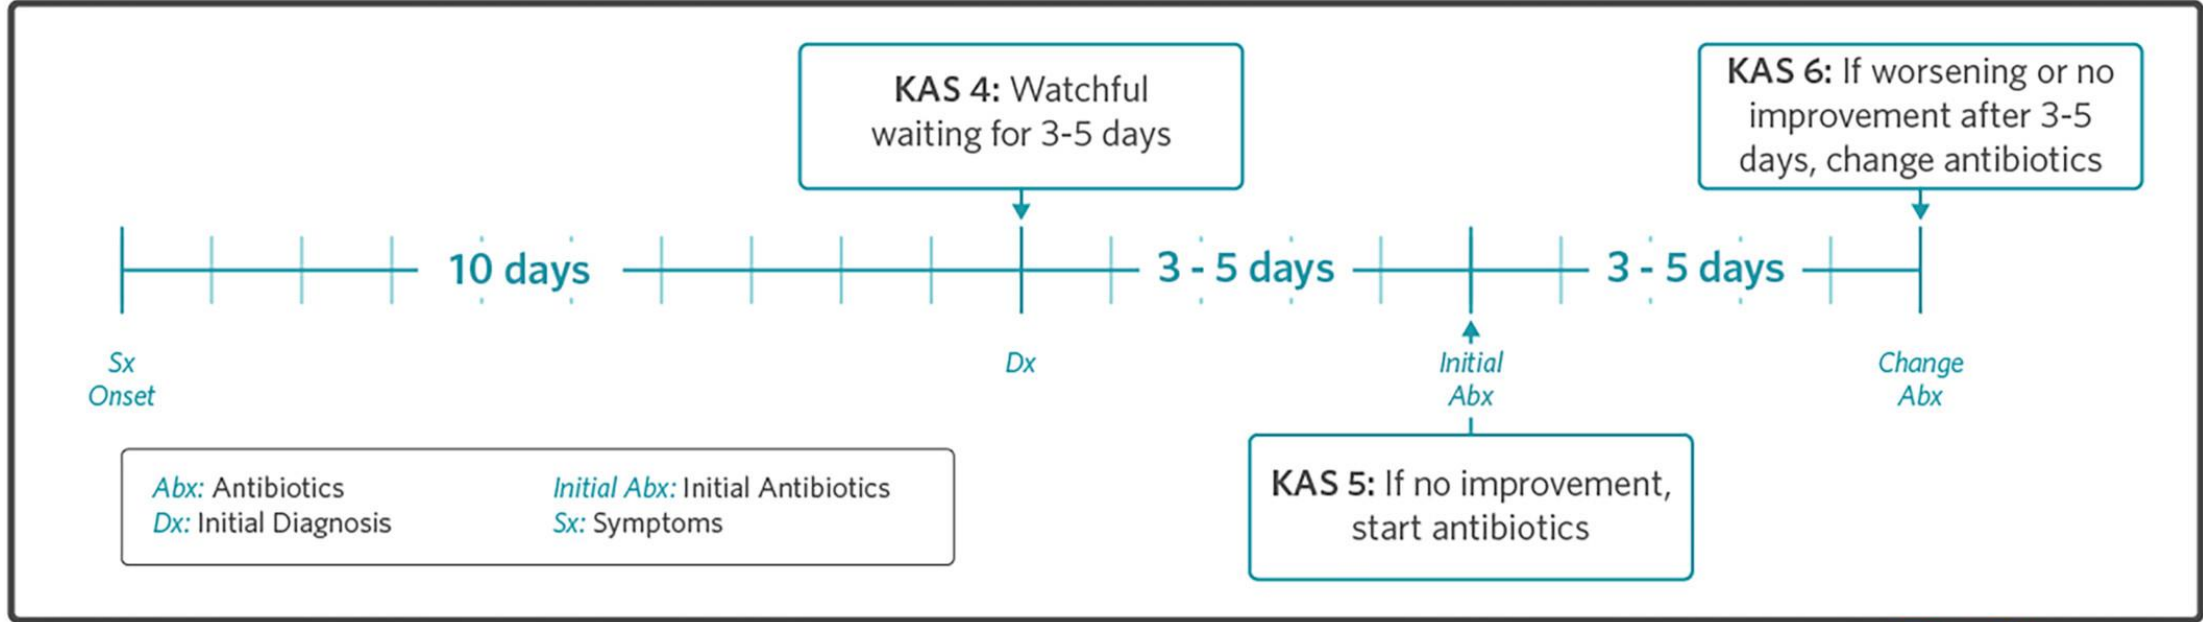 KAS 4: Watchful
waiting for 3-5 days
KAS 6: If worsening or no
improvement after 3-5
days, change antibiotics
10 days
3 - 5 days
3 - 5 days
Sx
Onset
Dx
Initial
Abx
Change
Abx
KAS 5: If no improvement,
start antibiotics
Abx: Antibiotics
Initial Abx: Initial Antibiotics
Dx: Initial Diagnosis
Sx: Symptoms